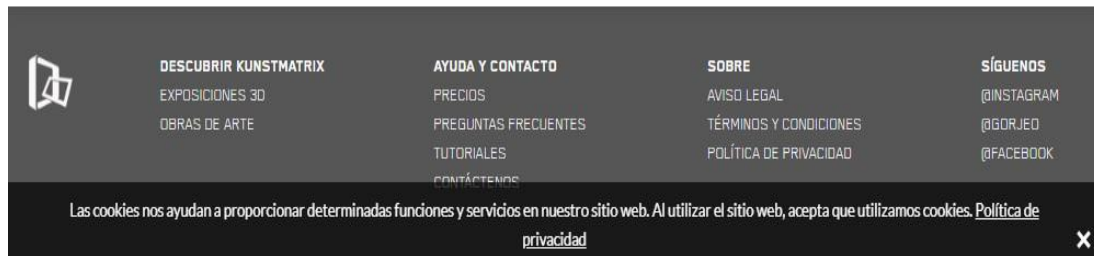 DESCUBRIR KUNSTMATRIX
EXPOSICIONES 3D
OBRAS DE ARTE
AYUDA Y CONTACTO
PRECIOS
PREGUNTAS FRECUENTES
TUTORIALES
CONTÁCTENOS
SOBRE
AVISO LEGAL
TÉRMINOS Y CONDICIONES
POLÍTICA DE PRIVACIDAD
SÍGUENOS
@INSTAGRAM
@GORJEO
@FACEBOOK
Las cookies nos ayudan a proporcionar determinadas funciones y servicios en nuestro sitio web. Al utilizar el sitio web, acepta que utilizamos cookies. Política de
privacidad